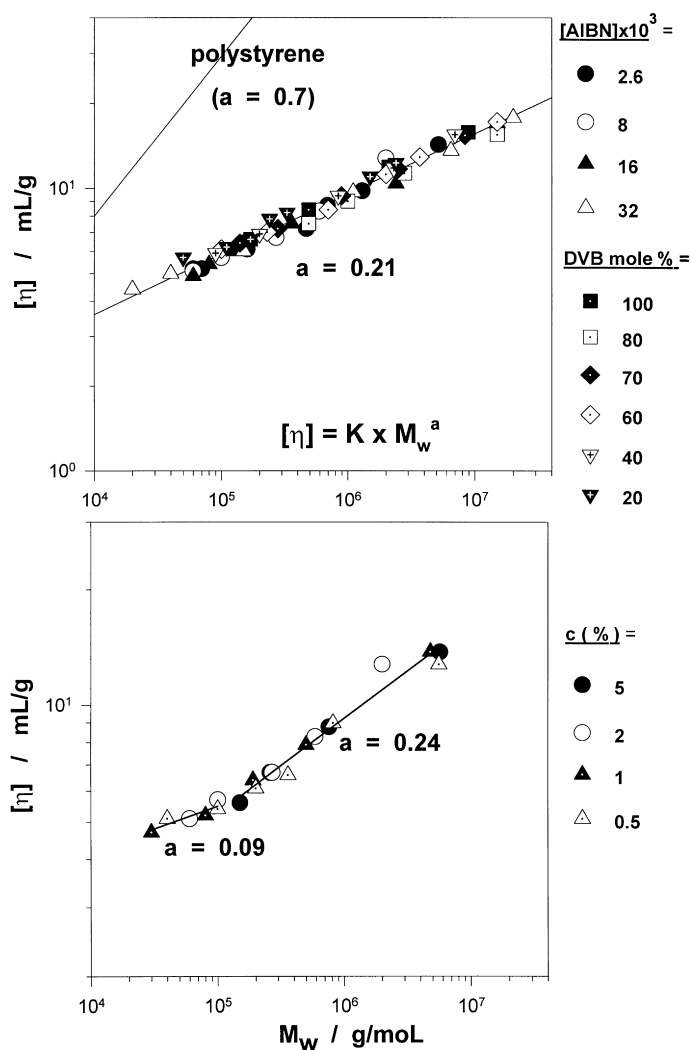 [AIBN]x10³ =
polystyrene
(a = 0.7)
2.6
8
16
32
10¹
[η] / mL/g
a = 0.21
DVB mole % =
100
80
70
60
40
20
[η] = K x M_w^a
10⁰
10⁴ 10⁵ 10⁶ 10⁷
c ( % ) =
5
2
1
0.5
10¹
[η] / mL/g
a = 0.24
a = 0.09
10⁴ 10⁵ 10⁶ 10⁷
M_w / g/moL